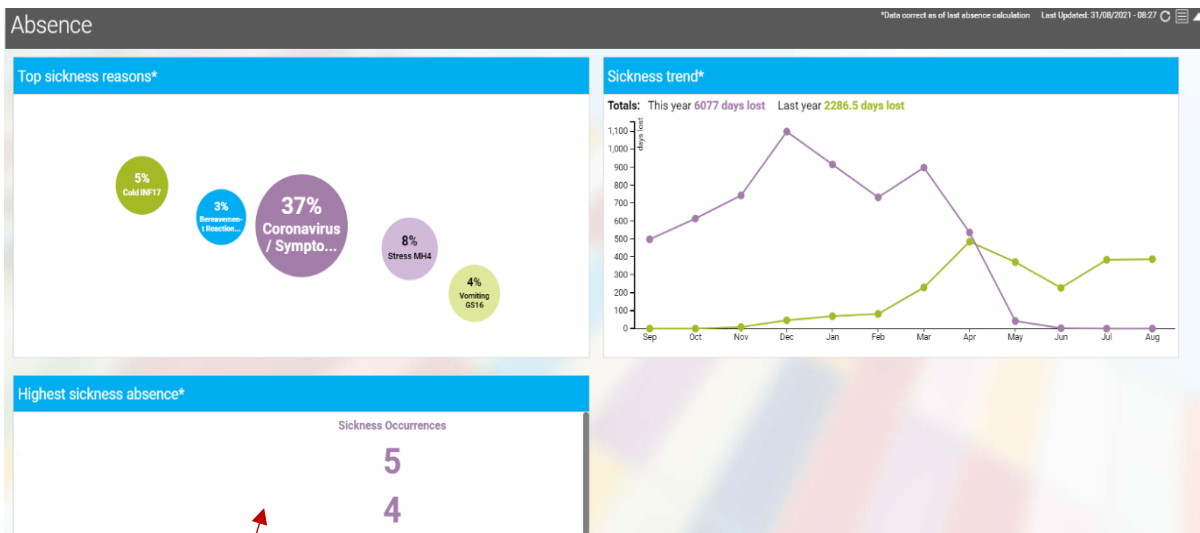 Absence
*Data correct as of last absence calculation Last Updated: 31/08/2021 - 08:27
Top sickness reasons*
5%
Cold INF17
3%
Bereavemen-
t Reaction...
37%
Coronavirus
/ Sympto...
8%
Stress MH4
4%
Vomiting
GS16
Sickness trend*
Totals: This year 6077 days lost Last year 2286.5 days lost
days lost
1,100
1,000
900
800
700
600
500
400
300
200
100
0
Sep Oct Nov Dec Jan Feb Mar Apr May Jun Jul Aug
Highest sickness absence*
Sickness Occurrences
5
4